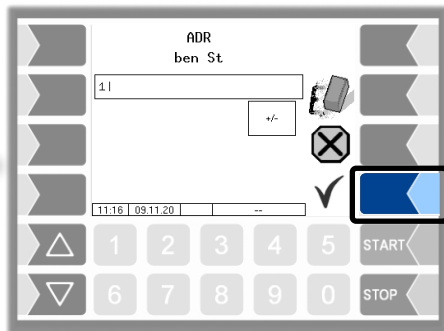 ADR
ben St
1
+/-
11:16 09.11.20 --
1 2 3 4 5 START
6 7 8 9 0 STOP